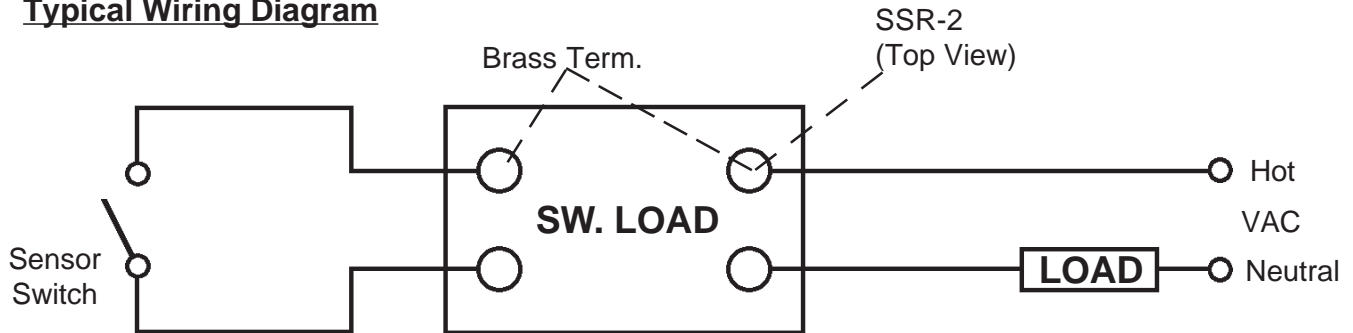 Typical Wiring Diagram
SSR-2
(Top View)
Brass Term.
Hot
SW. LOAD
VAC
Sensor
Switch
LOAD
Neutral